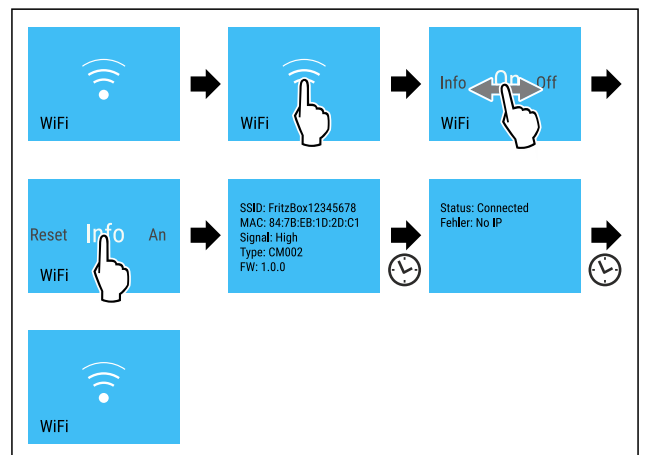 WiFi
WiFi
Info On Off
WiFi
Reset Info An
WiFi
SSID: FritzBox12345678
MAC: 84:7B:EB:1D:2D:C1
Signal: High
Type: CM002
FW: 1.0.0
Status: Connected
Fehler: No IP
WiFi